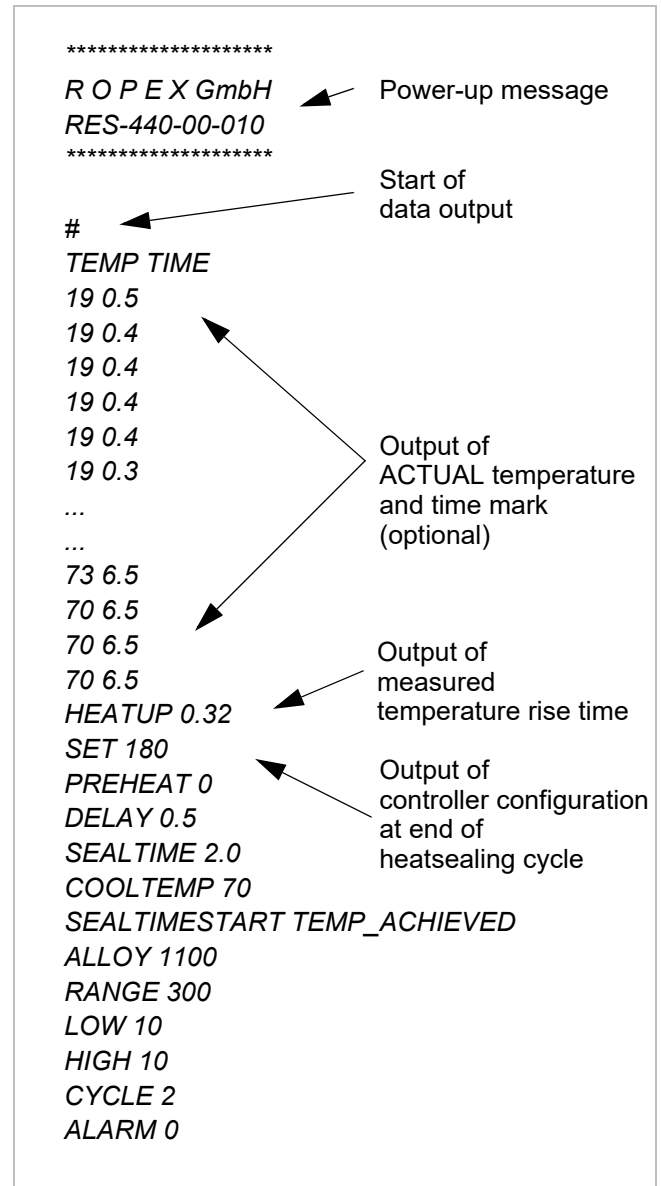 ********************
R O P E X GmbH
RES-440-00-010
********************
Power-up message
Start of
data output
#
TEMP TIME
19 0.5
19 0.4
19 0.4
19 0.4
19 0.4
19 0.3
...
...
73 6.5
70 6.5
70 6.5
70 6.5
Output of
ACTUAL temperature
and time mark
(optional)
HEATUP 0.32
Output of
measured
temperature rise time
SET 180
PREHEAT 0
DELAY 0.5
SEALTIME 2.0
COOLTEMP 70
SEALTIMESTART TEMP_ACHIEVED
ALLOY 1100
RANGE 300
LOW 10
HIGH 10
CYCLE 2
ALARM 0
Output of
controller configuration
at end of
heatsealing cycle